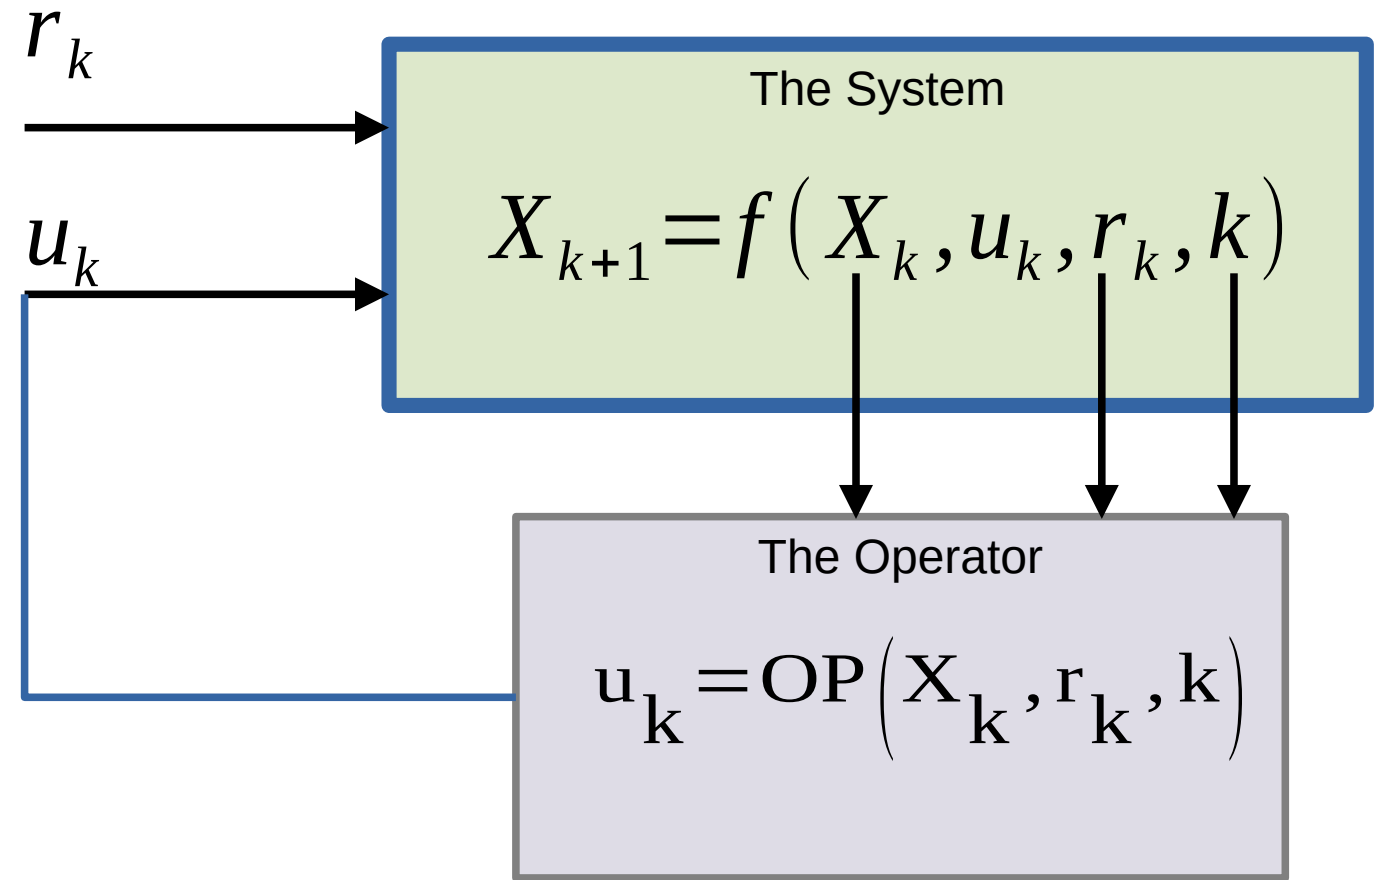 r_k
The System
u_k
X_{k+1}=f(X_k,u_k,r_k,k)
The Operator
u_k=OP(X_k,r_k,k)